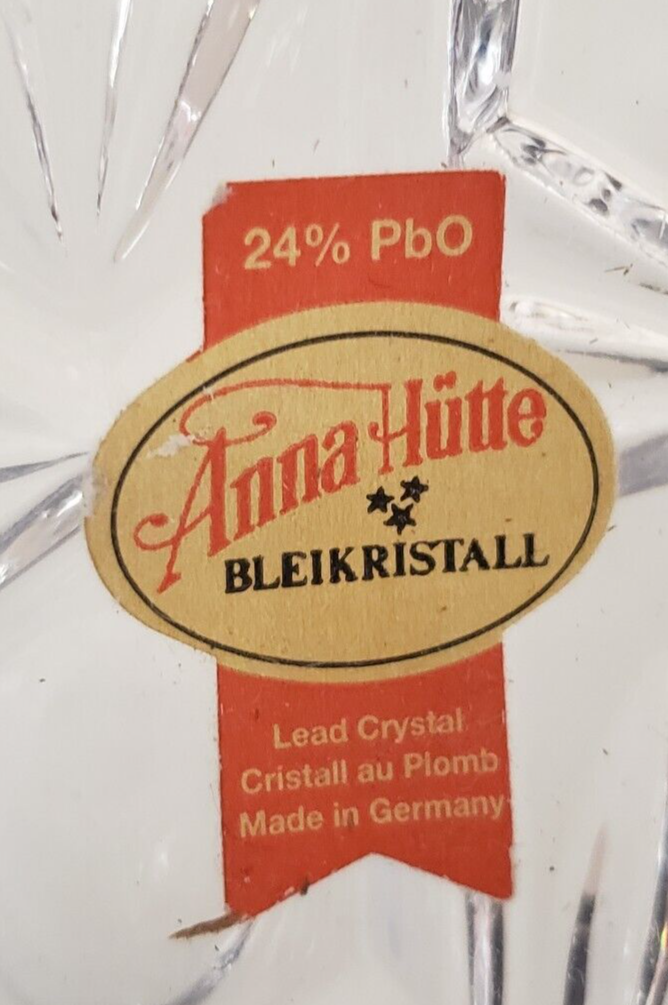 24% PbO
Anna Hütte
BLEIKRISTALL
Lead Crystal
Cristall au Plomb
Made in Germany